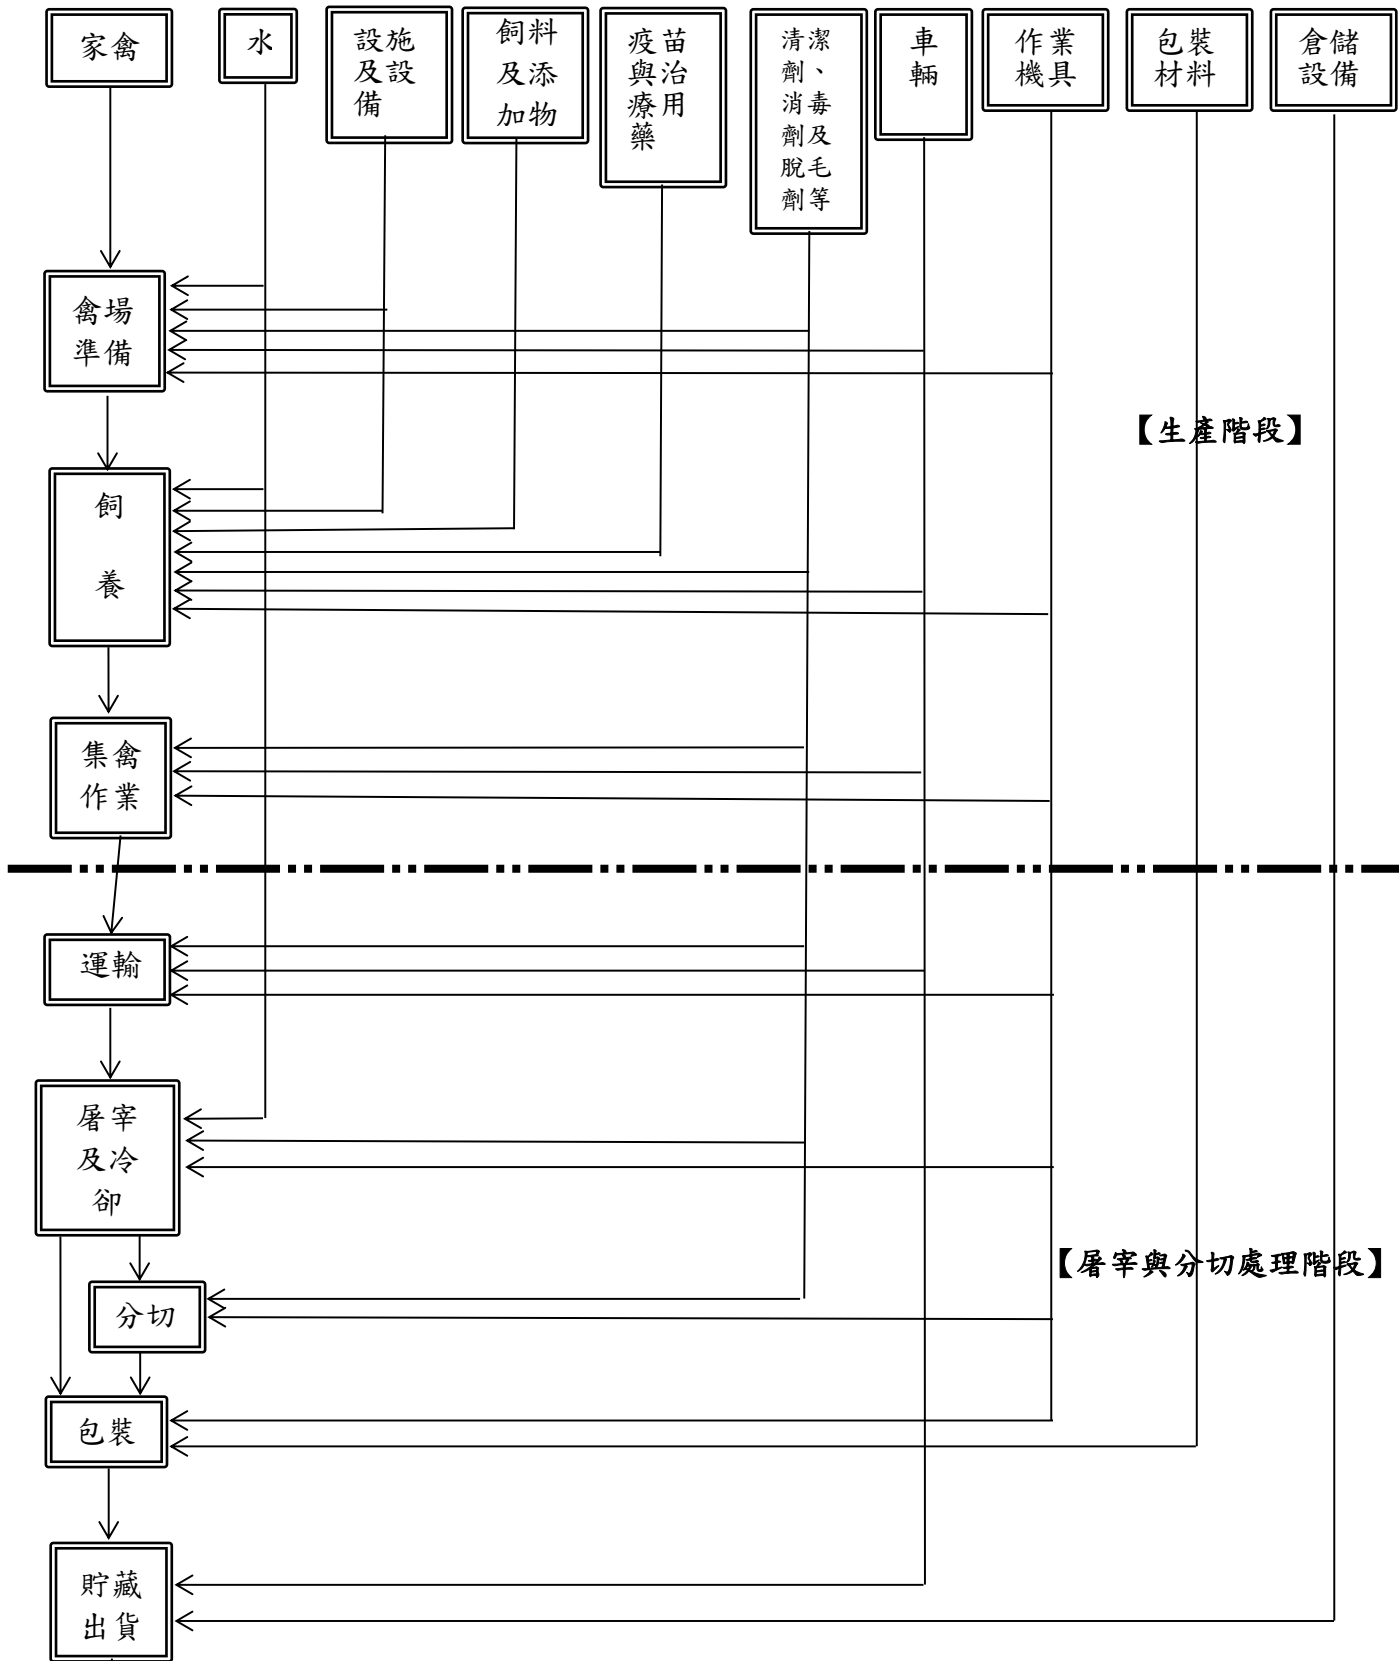 家禽
水
設施
及設
備
飼料
及添
加物
疫苗
與治
療用
藥
清潔
劑、
消毒
劑及
脫毛
劑等
車
輛
作業
機具
包裝
材料
倉儲
設備
禽場
準備
【生產階段】
飼
養
集禽
作業
運輸
屠宰
及冷
卻
【屠宰與分切處理階段】
分切
包裝
貯藏
出貨